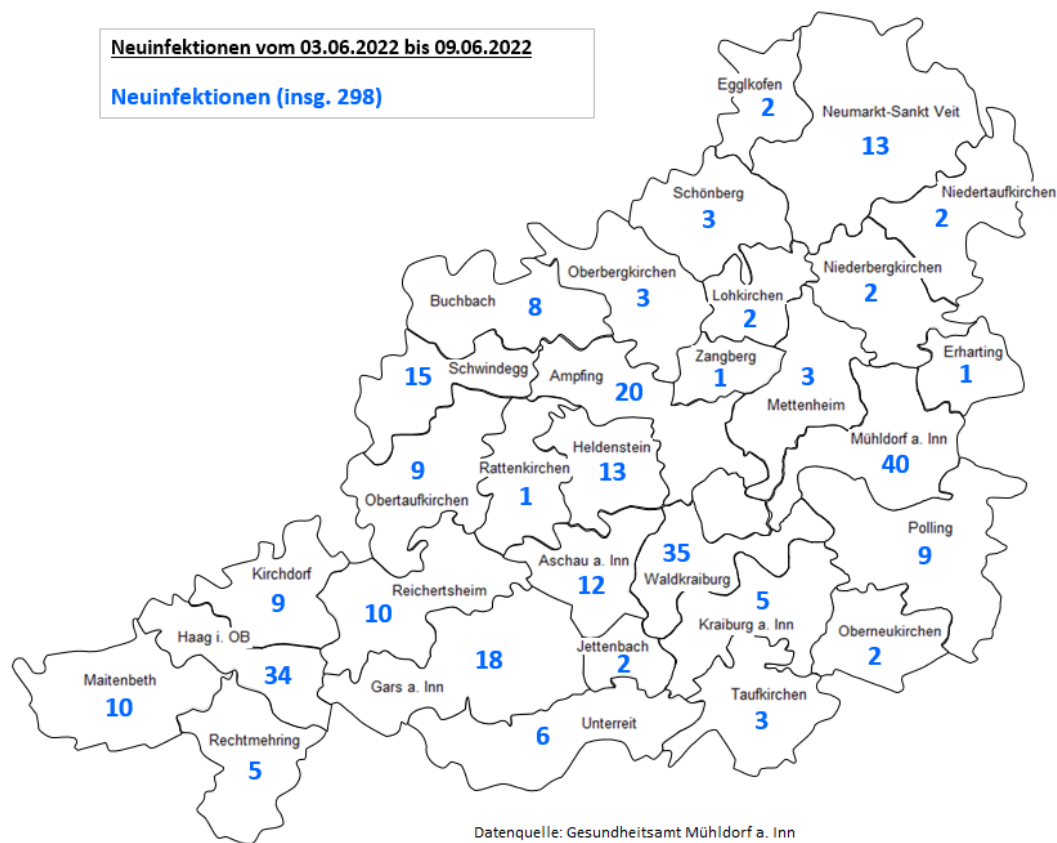 Neuinfektionen vom 03.06.2022 bis 09.06.2022
Neuinfektionen (insg. 298)
Egglkofen
2
Neumarkt-Sankt Veit
13
Schönberg
3
Niedertaufkirchen
2
Oberbergkirchen
3
Niederbergkirchen
2
Buchbach
8
Lohkirchen
2
Schwindegg
15
Ampfing
20
Zangberg
1
3
Mettenheim
Erharting
1
Mühldorf a. Inn
40
9
Obertaufkirchen
Rattenkirchen
1
Heldenstein
13
Polling
9
Aschau a. Inn
12
35
Waldkraiburg
Kirchdorf
9
Reichertsheim
10
5
Kraiburg a. Inn
Haag i. OB
34
Oberneukirchen
2
Jettenbach
2
18
Gars a. Inn
Maitenbeth
10
Taufkirchen
3
Unterreit
6
Rechtmehring
5
Datenquelle: Gesundheitsamt Mühldorf a. Inn